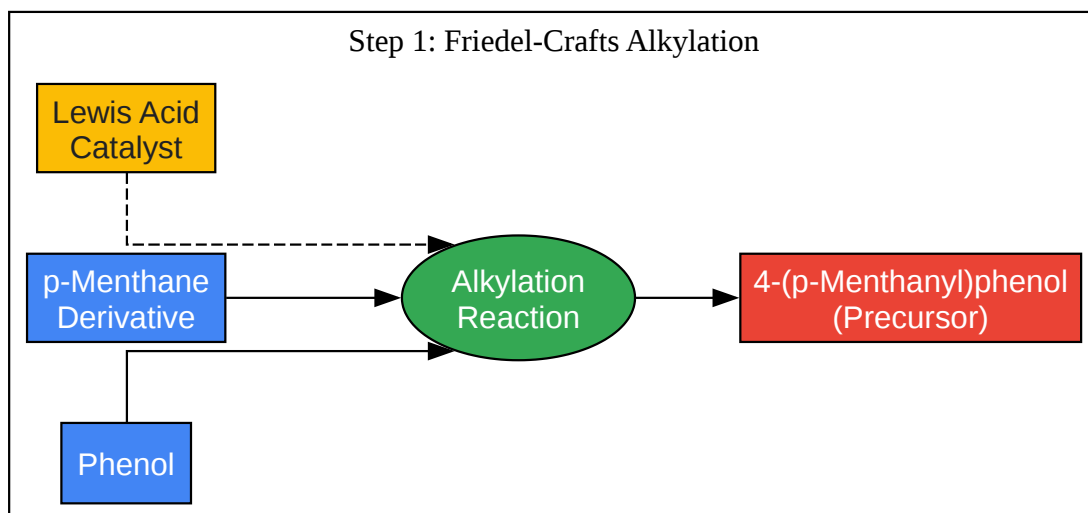 Step 1: Friedel-Crafts Alkylation
Lewis Acid
Catalyst
p-Menthane
Derivative
Alkylation
Reaction
4-(p-Menthanyl)phenol
(Precursor)
Phenol